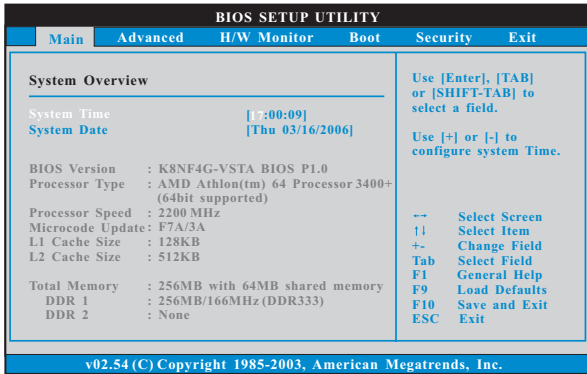 BIOS SETUP UTILITY
Main Advanced H/W Monitor Boot Security Exit
System Overview
System Time [17:00:09]
System Date [Thu 03/16/2006]
BIOS Version : K8NF4G-VSTA BIOS P1.0
Processor Type : AMD Athlon(tm) 64 Processor 3400+
(64bit supported)
Processor Speed : 2200 MHz
Microcode Update : F7A/3A
L1 Cache Size : 128KB
L2 Cache Size : 512KB
Total Memory : 256MB with 64MB shared memory
DDR 1 : 256MB/166MHz (DDR333)
DDR 2 : None
Use [Enter], [TAB]
or [SHIFT-TAB] to
select a field.
Use [+] or [-] to
configure system Time.
←→ Select Screen
↑↓ Select Item
+- Change Field
Tab Select Field
F1 General Help
F9 Load Defaults
F10 Save and Exit
ESC Exit
v02.54 (C) Copyright 1985-2003, American Megatrends, Inc.